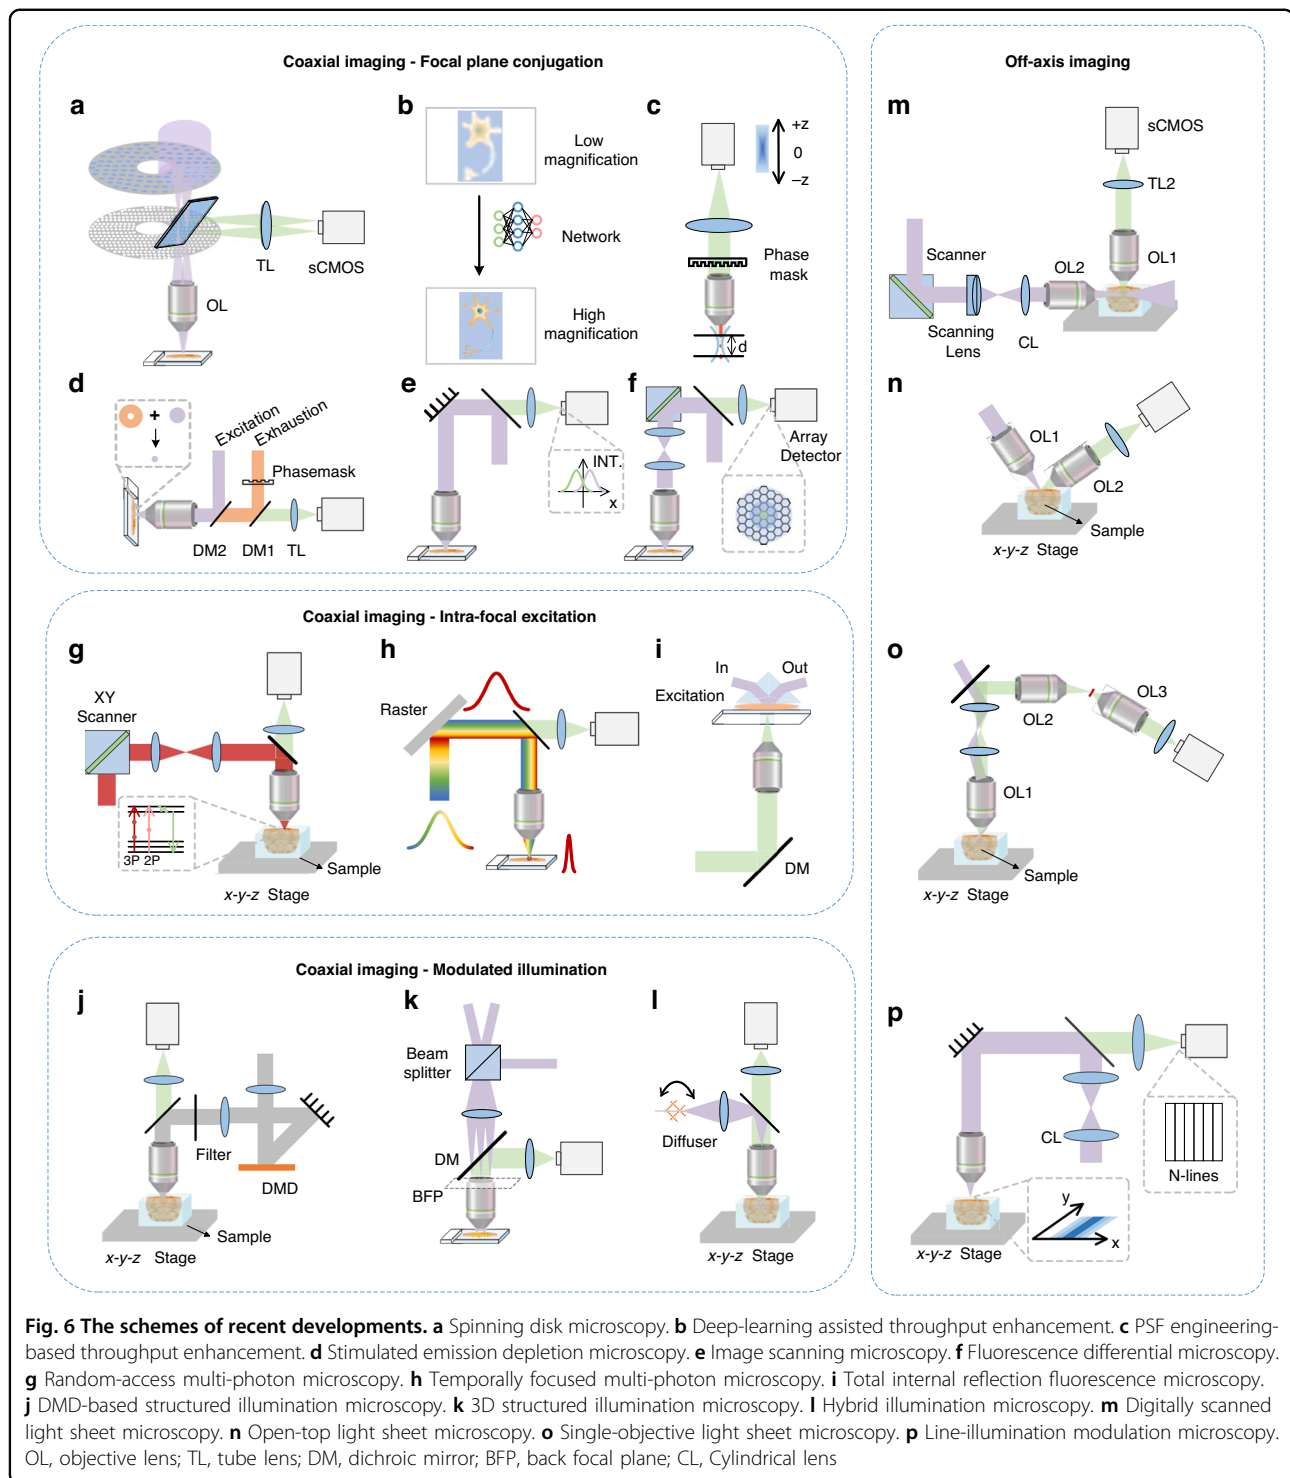 Coaxial imaging - Focal plane conjugation
a
TL
sCMOS
OL
b
Low
magnification
Network
High
magnification
c
+z
0
–z
Phase
mask
d
d
+
Excitation
Exhaustion
Phasemask
DM2
DM1
TL
e
INT.
x
f
Array
Detector
Coaxial imaging - Intra-focal excitation
g
XY
Scanner
3P 2P
Sample
x-y-z Stage
h
Raster
i
In
Out
Excitation
DM
Coaxial imaging - Modulated illumination
j
Filter
DMD
Sample
x-y-z Stage
k
Beam
splitter
DM
BFP
l
Diffuser
x-y-z Stage
Off-axis imaging
m
sCMOS
TL2
OL1
Scanner
OL2
Scanning
Lens
CL
n
OL1
OL2
Sample
x-y-z Stage
o
OL2
OL3
OL1
Sample
x-y-z Stage
p
CL
N-lines
y
x
x-y-z Stage
Fig. 6 The schemes of recent developments. a Spinning disk microscopy. b Deep-learning assisted throughput enhancement. c PSF engineering-
based throughput enhancement. d Stimulated emission depletion microscopy. e Image scanning microscopy. f Fluorescence differential microscopy.
g Random-access multi-photon microscopy. h Temporally focused multi-photon microscopy. i Total internal reflection fluorescence microscopy.
j DMD-based structured illumination microscopy. k 3D structured illumination microscopy. l Hybrid illumination microscopy. m Digitally scanned
light sheet microscopy. n Open-top light sheet microscopy. o Single-objective light sheet microscopy. p Line-illumination modulation microscopy.
OL, objective lens; TL, tube lens; DM, dichroic mirror; BFP, back focal plane; CL, Cylindrical lens